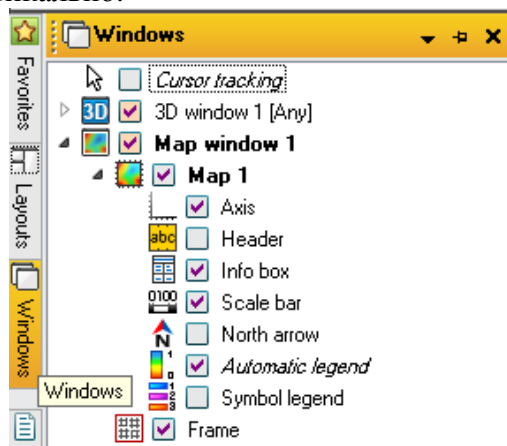 Windows
Cursor tracking
3D 3D window 1 [Any]
Map window 1
Map 1
Axis
abc Header
Info box
0100 Scale bar
N North arrow
1 0 Automatic legend
1 2 3 Symbol legend
Frame
Favorites
Layouts
Windows
Windows